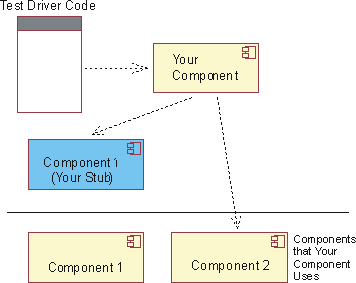 Test Driver Code
Your
Component
Component 1
(Your Stub)
Component 1
Component 2
Components
that Your
Component
Uses